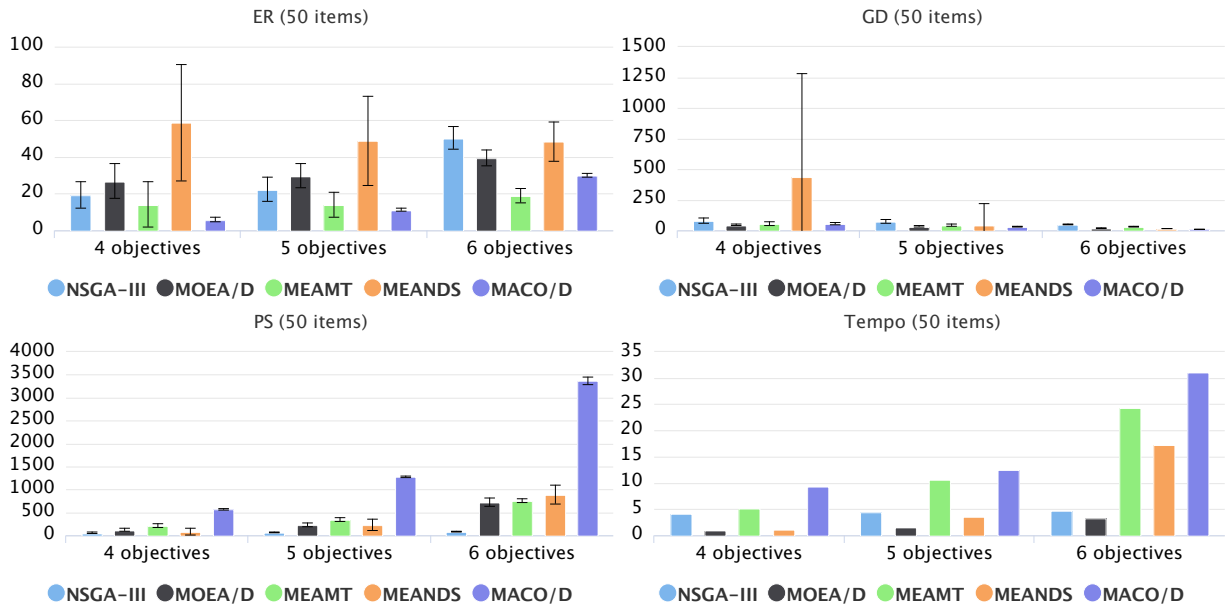 ER (50 items)
100
80
60
40
20
0
4 objectives 5 objectives 6 objectives
NSGA-III MOEA/D MEAMT MEANDS MACO/D
GD (50 items)
1500
1250
1000
750
500
250
0
4 objectives 5 objectives 6 objectives
NSGA-III MOEA/D MEAMT MEANDS MACO/D
PS (50 items)
4000
3500
3000
2500
2000
1500
1000
500
0
4 objectives 5 objectives 6 objectives
NSGA-III MOEA/D MEAMT MEANDS MACO/D
Tempo (50 items)
35
30
25
20
15
10
5
0
4 objectives 5 objectives 6 objectives
NSGA-III MOEA/D MEAMT MEANDS MACO/D